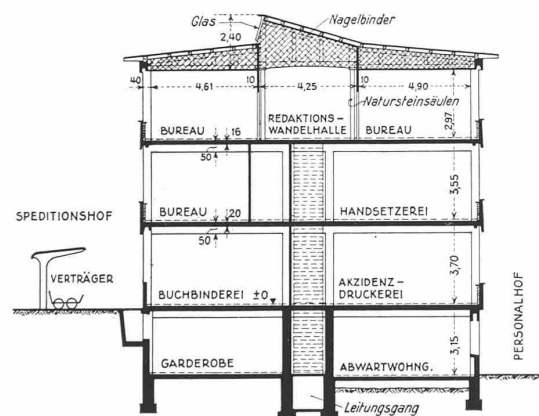 Glas
Nagelbinder
2,40
40
4,61
10
4,25
10
4,90
Natursteinsäulen
BUREAU
16
REDAKTIONS-
WANDELHALLE
BUREAU
2,97
50
BUREAU
20
HANDSETZEREI
3,55
SPEDITIONSHOF
50
VERTRÄGER
BUCHBINDEREI ±0
AKZIDENZ-
DRUCKEREI
3,70
PERSONALHOF
GARDEROBE
ABWARTWOHNG.
3,15
Leitungsgang